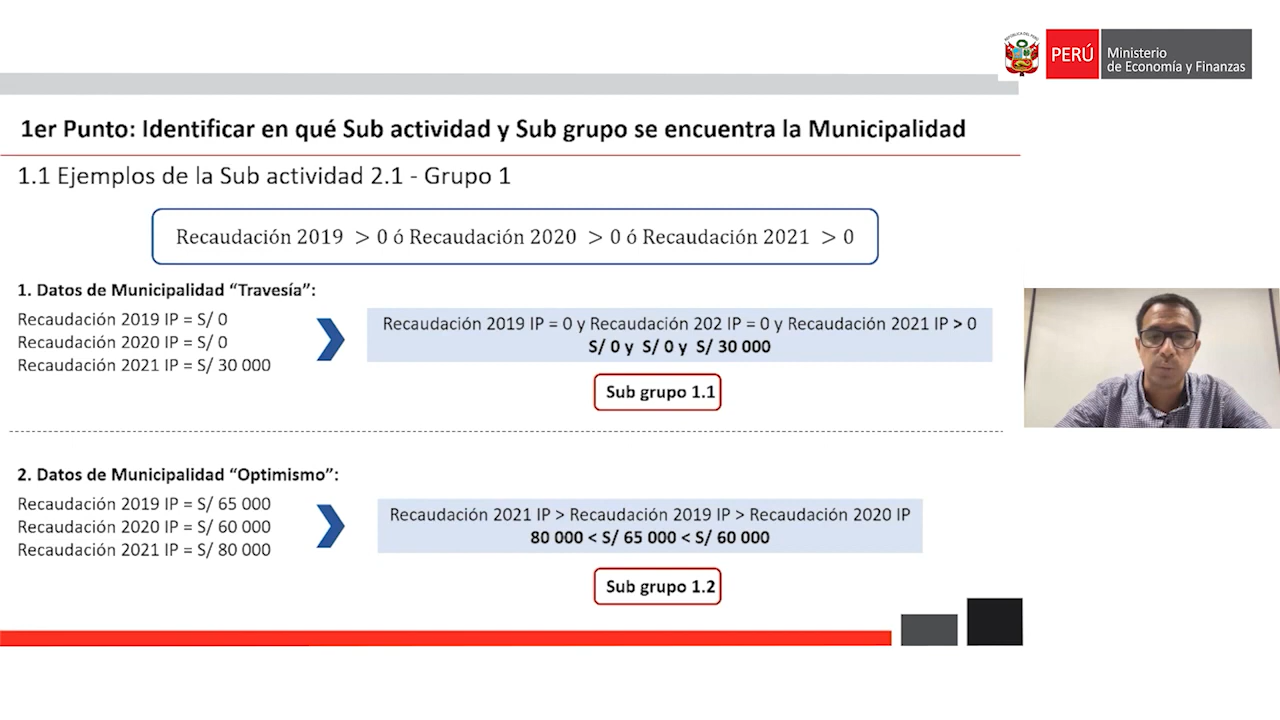 REPÚBLICA DEL PERÚ
PERÚ
Ministerio
de Economía y Finanzas
1er Punto: Identificar en qué Sub actividad y Sub grupo se encuentra la Municipalidad
1.1 Ejemplos de la Sub actividad 2.1 - Grupo 1
Recaudación 2019 > 0 ó Recaudación 2020 > 0 ó Recaudación 2021 > 0
1. Datos de Municipalidad “Travesía”:
Recaudación 2019 IP = S/ 0
Recaudación 2020 IP = S/ 0
Recaudación 2021 IP = S/ 30 000
Recaudación 2019 IP = 0 y Recaudación 202 IP = 0 y Recaudación 2021 IP > 0
S/ 0 y S/ 0 y S/ 30 000
Sub grupo 1.1
2. Datos de Municipalidad “Optimismo”:
Recaudación 2019 IP = S/ 65 000
Recaudación 2020 IP = S/ 60 000
Recaudación 2021 IP = S/ 80 000
Recaudación 2021 IP > Recaudación 2019 IP > Recaudación 2020 IP
80 000 < S/ 65 000 < S/ 60 000
Sub grupo 1.2